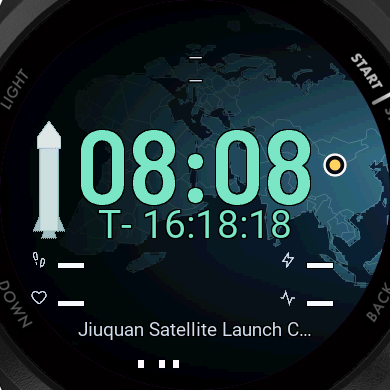 LIGHT
START
08:08
T- 16:18:18
DOWN
BACK
Jiuquan Satellite Launch C...